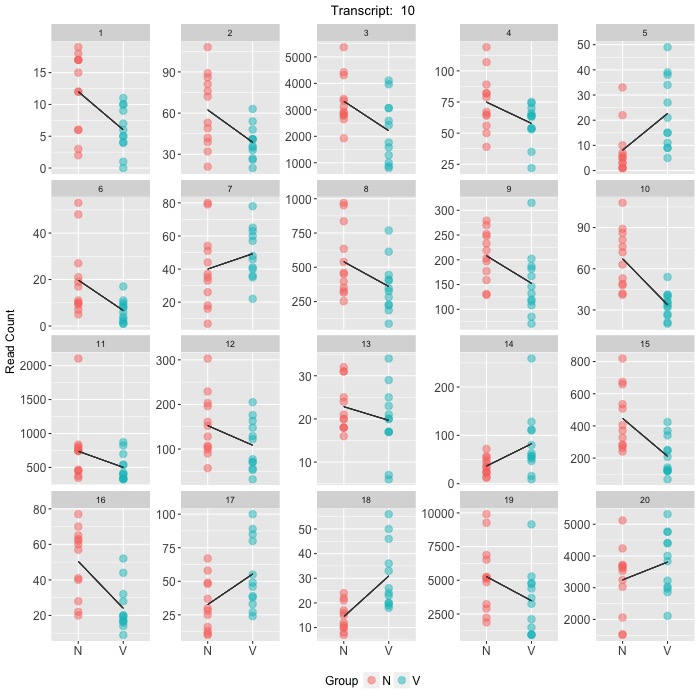 Transcript: 10
1 2 3 4 5
15 10 5 0
90 60 30
5000 4000 3000 2000 1000
100 75 50 25
50 40 30 20 10 0
6 7 8 9 10
40 20 0
80 60 40 20
1000 750 500 250
300 250 200 150 100
90 60 30
Read Count
11 12 13 14 15
2000 1500 1000 500
300 200 100
30 20 10
200 100 0
800 600 400 200
16 17 18 19 20
80 60 40 20
100 75 50 25
50 40 30 20 10
10000 7500 5000 2500
5000 4000 3000 2000
N V N V N V N V N V
Group N V